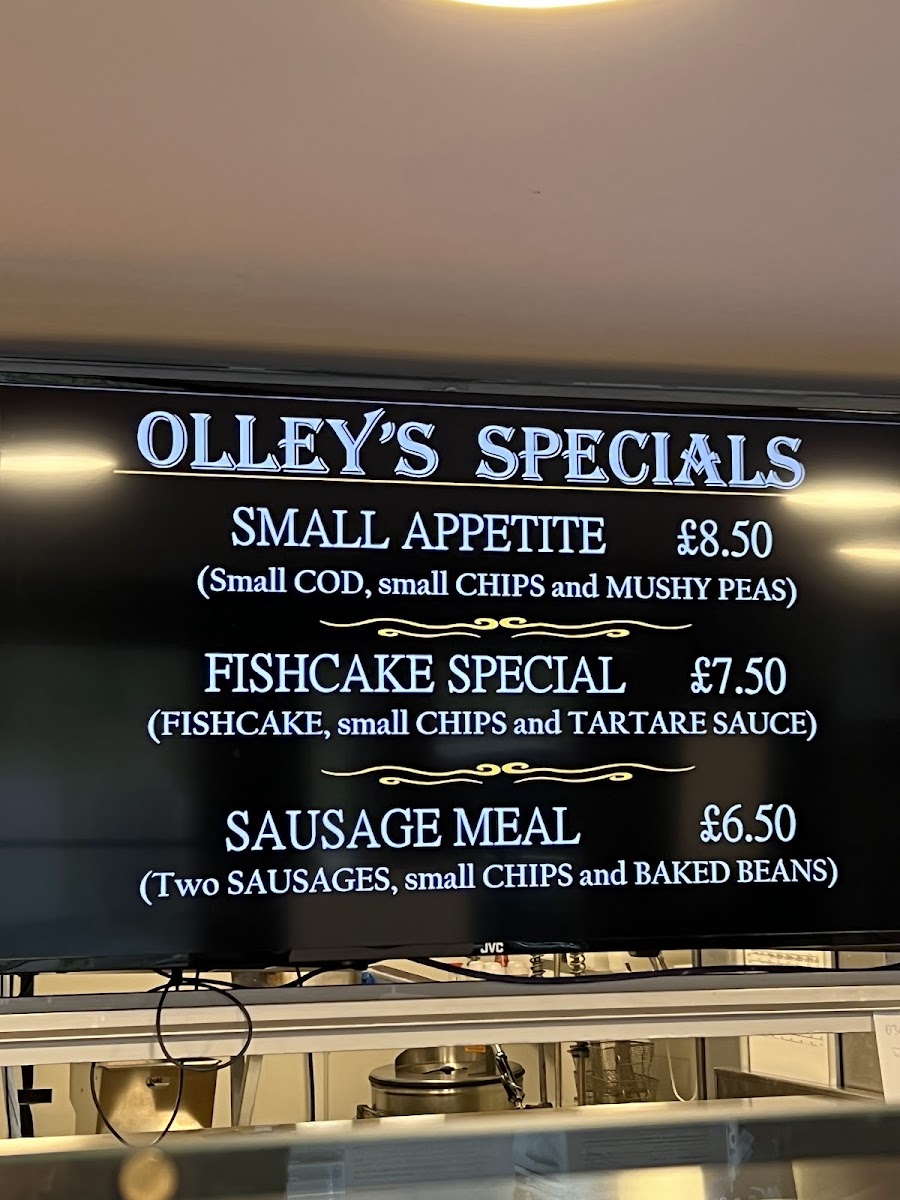 OLLEY'S SPECIALS
SMALL APPETITE £8.50
(Small COD, small CHIPS and MUSHY PEAS)
FISHCAKE SPECIAL £7.50
(FISHCAKE, small CHIPS and TARTARE SAUCE)
SAUSAGE MEAL £6.50
(Two SAUSAGES, small CHIPS and BAKED BEANS)
JVC